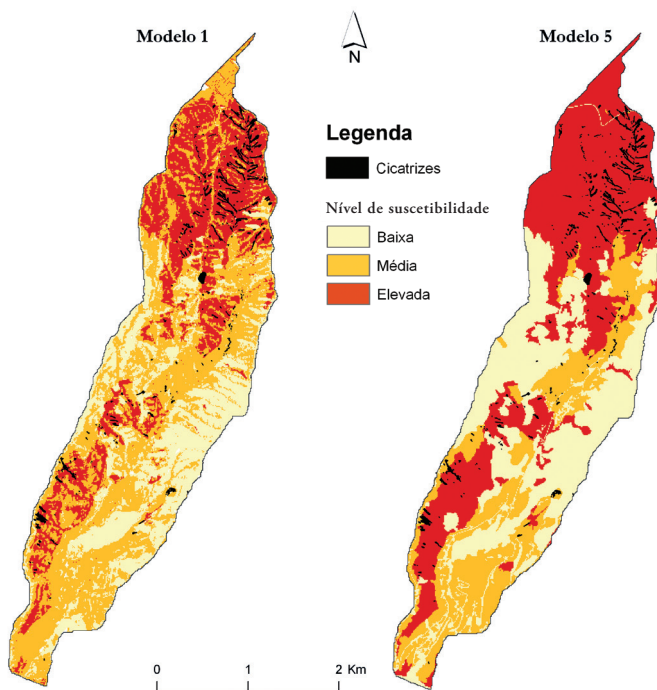 Modelo 1
N
Modelo 5
Legenda
Cicatrizes
Nível de suscetibilidade
Baixa
Média
Elevada
0 1 2 Km